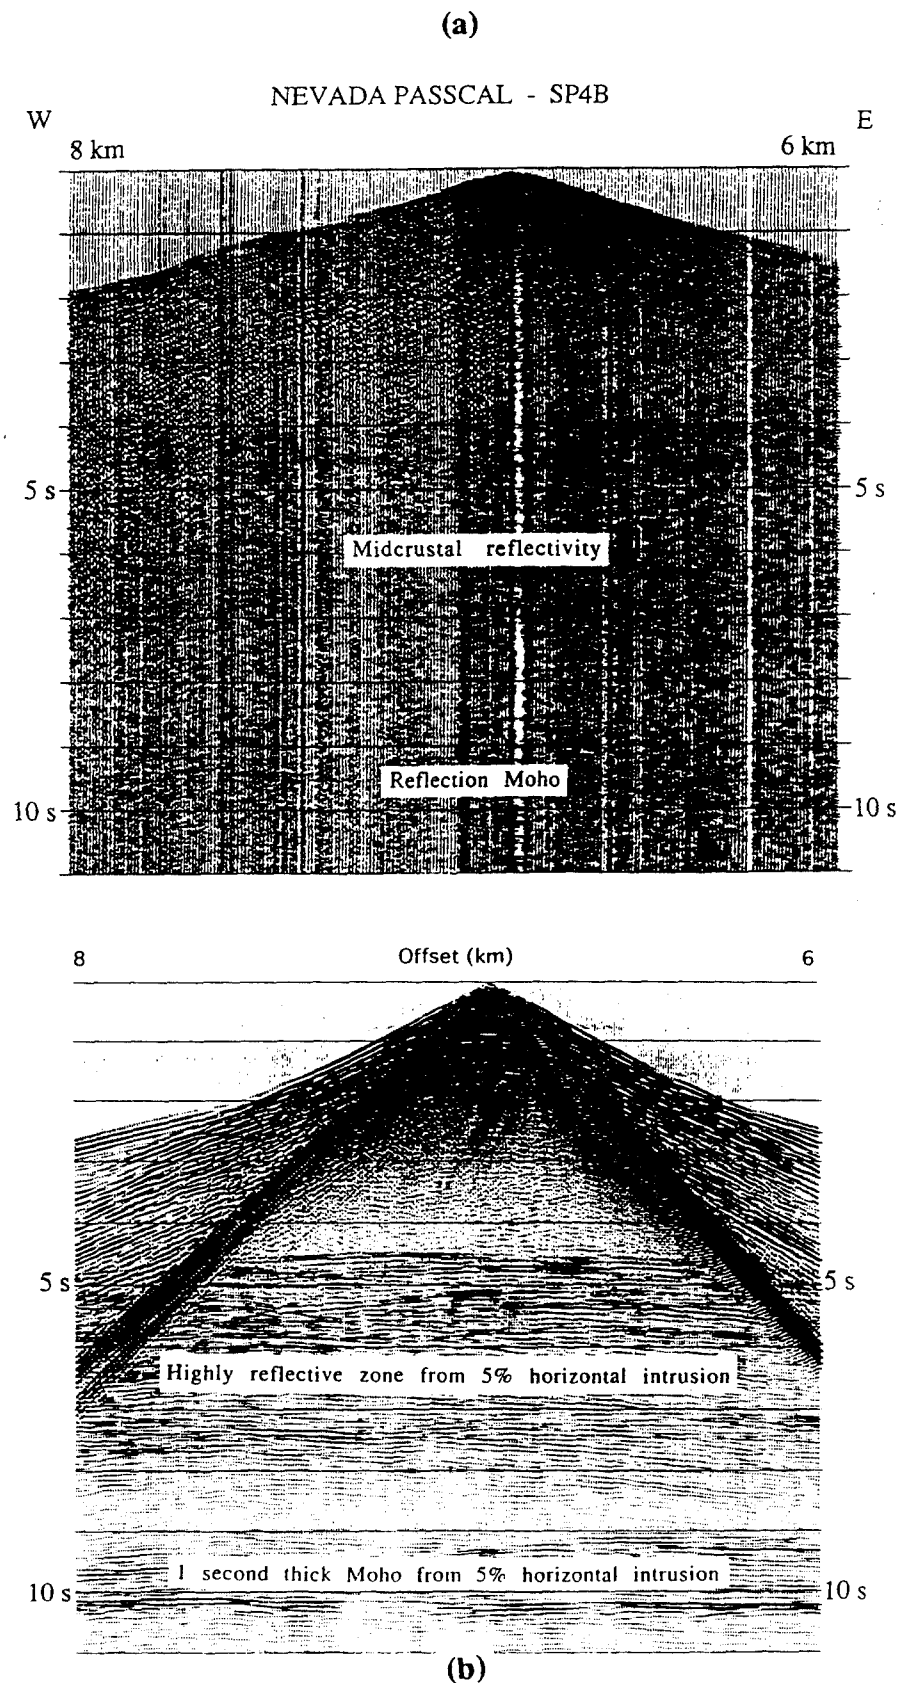 (a)
NEVADA PASSCAL - SP4B
W E
8 km 6 km
5 s 5 s
Midcrustal reflectivity
Reflection Moho
10 s 10 s
8 Offset (km) 6
5 s 5 s
Highly reflective zone from 5% horizontal intrusion
1 second thick Moho from 5% horizontal intrusion
10 s 10 s
(b)